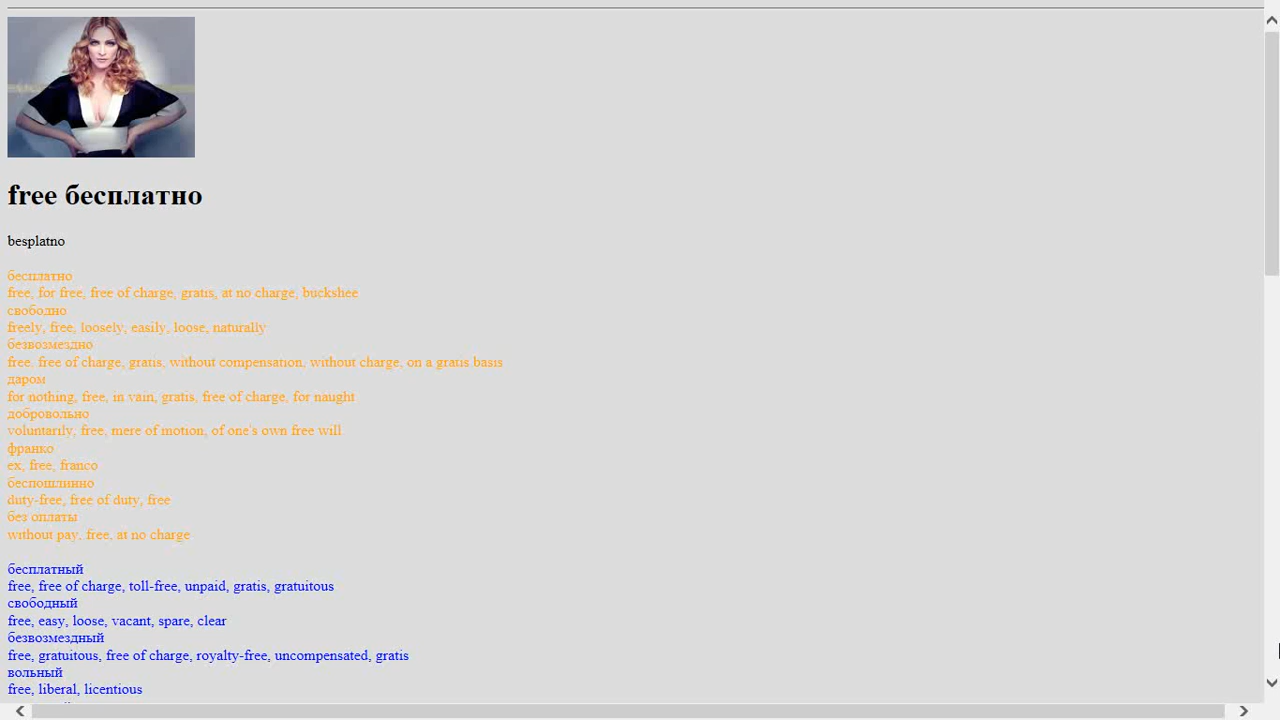 free бесплатно
besplatno
бесплатно
free, for free, free of charge, gratis, at no charge, buckshee
свободно
freely, free, loosely, easily, loose, naturally
безвозмездно
free, free of charge, gratis, without compensation, without charge, on a gratis basis
даром
for nothing, free, in vain, gratis, free of charge, for naught
добровольно
voluntarily, free, mere of motion, of one's own free will
франко
ex, free, franco
беспошлинно
duty-free, free of duty, free
без оплаты
without pay, free, at no charge
бесплатный
free, free of charge, toll-free, unpaid, gratis, gratuitous
свободный
free, easy, loose, vacant, spare, clear
безвозмездный
free, gratuitous, free of charge, royalty-free, uncompensated, gratis
вольный
free, liberal, licentious